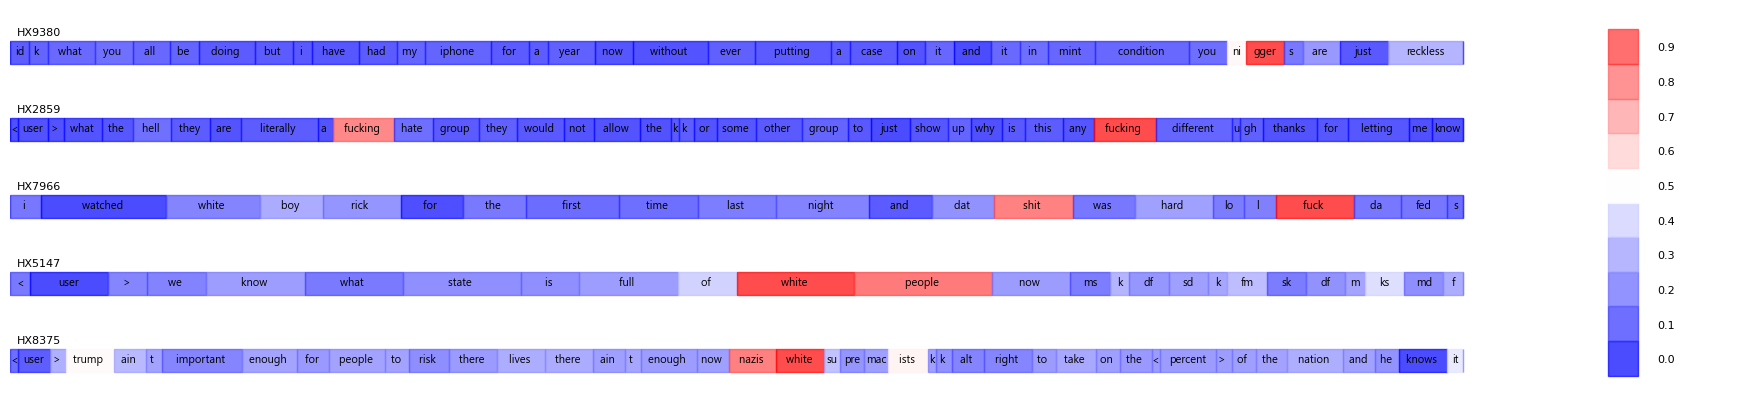 HX9380
id k what you all be doing but i have had my iphone for a year now without ever putting a case on it and it in mint condition you ni gger s are just reckless
HX2859
< user > what the hell they are literally a fucking hate group they would not allow the k k or some other group to just show up why is this any fucking different u gh thanks for letting me know
HX7966
i watched white boy rick for the first time last night and dat shit was hard lo l fuck da fed s
HX5147
< user > we know what state is full of white people now ms k df sd k fm sk df m ks md f
HX8375
< user > trump ain t important enough for people to risk there lives there ain t enough now nazis white su pre mac ists k k alt right to take on the < percent > of the nation and he knows it
0.9
0.8
0.7
0.6
0.5
0.4
0.3
0.2
0.1
0.0